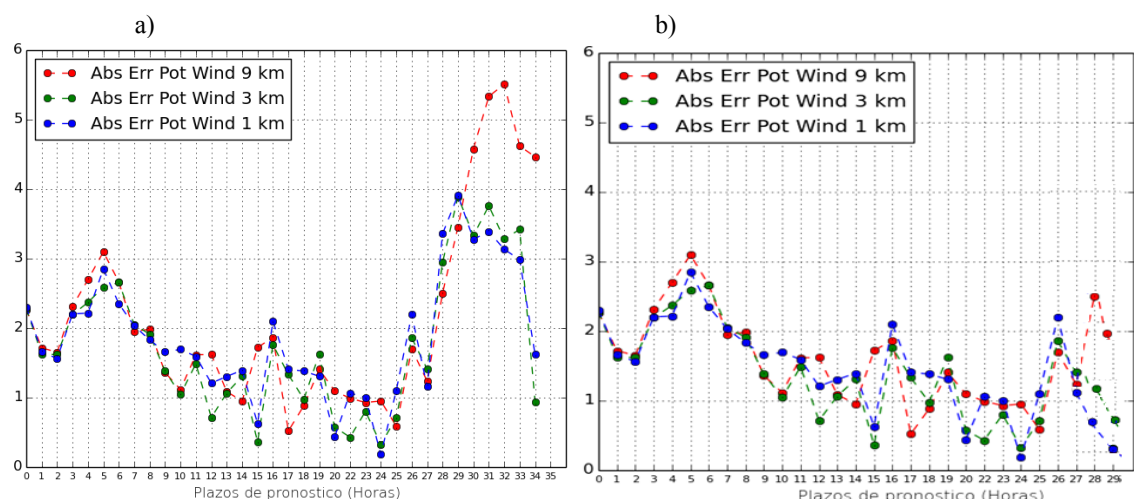 a)
6
5
4
3
2
1
0
Abs Err Pot Wind 9 km
Abs Err Pot Wind 3 km
Abs Err Pot Wind 1 km
0 1 2 3 4 5 6 7 8 9 10 11 12 13 14 15 16 17 18 19 20 22 22 23 24 25 26 27 28 29 30 31 32 33 34 35
Plazos de pronostico (Horas)
b)
6
5
4
3
2
1
0
Abs Err Pot Wind 9 km
Abs Err Pot Wind 3 km
Abs Err Pot Wind 1 km
0 1 2 3 4 5 6 7 8 9 10 11 12 13 14 15 16 17 18 19 20 22 22 23 24 25 26 27 28 29
Plazos de pronostico (Horas)